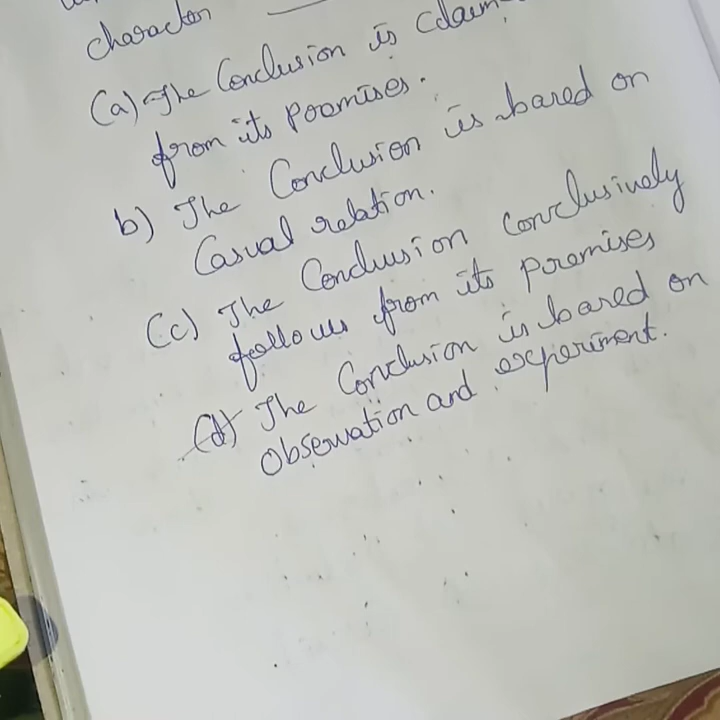 character
(a) The Conclusion is claim
from its premises.
b) The Conclusion is based on
Casual relation.
(c) The Conclusion conclusively
follows from its premises
(d) The Conclusion is based on
Observation and experiment.